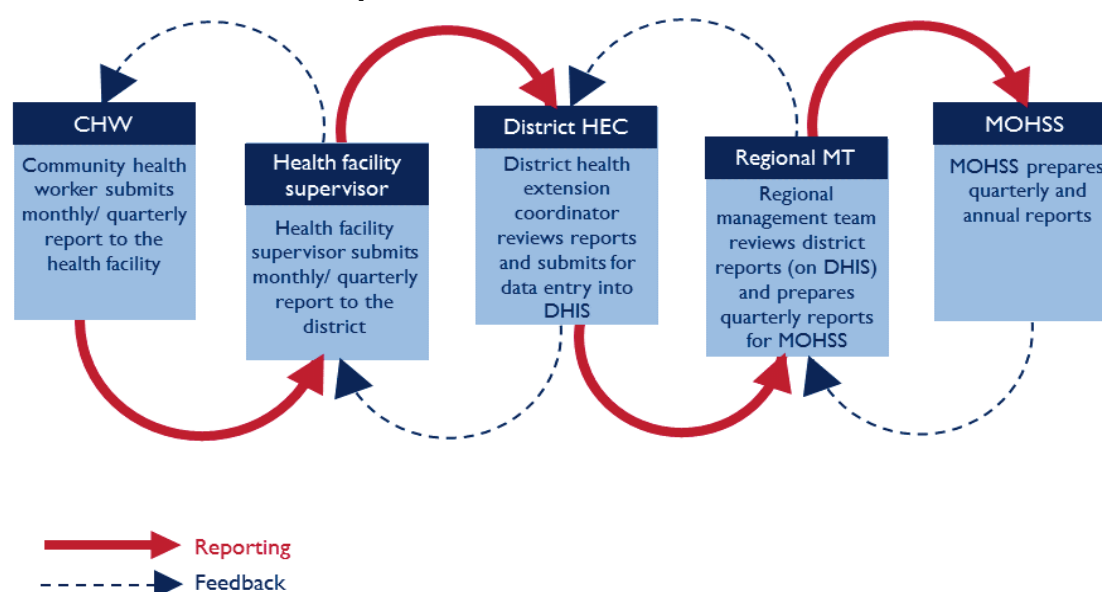 CHW
Community health
worker submits
monthly/ quarterly
report to the
health facility
Health facility
supervisor
Health facility
supervisor submits
monthly/ quarterly
report to the
district
District HEC
District health
extension
coordinator
reviews reports
and submits for
data entry into
DHIS
Regional MT
Regional
management team
reviews district
reports (on DHIS)
and prepares
quarterly reports
for MOHSS
MOHSS
MOHSS prepares
quarterly and
annual reports
Reporting
Feedback